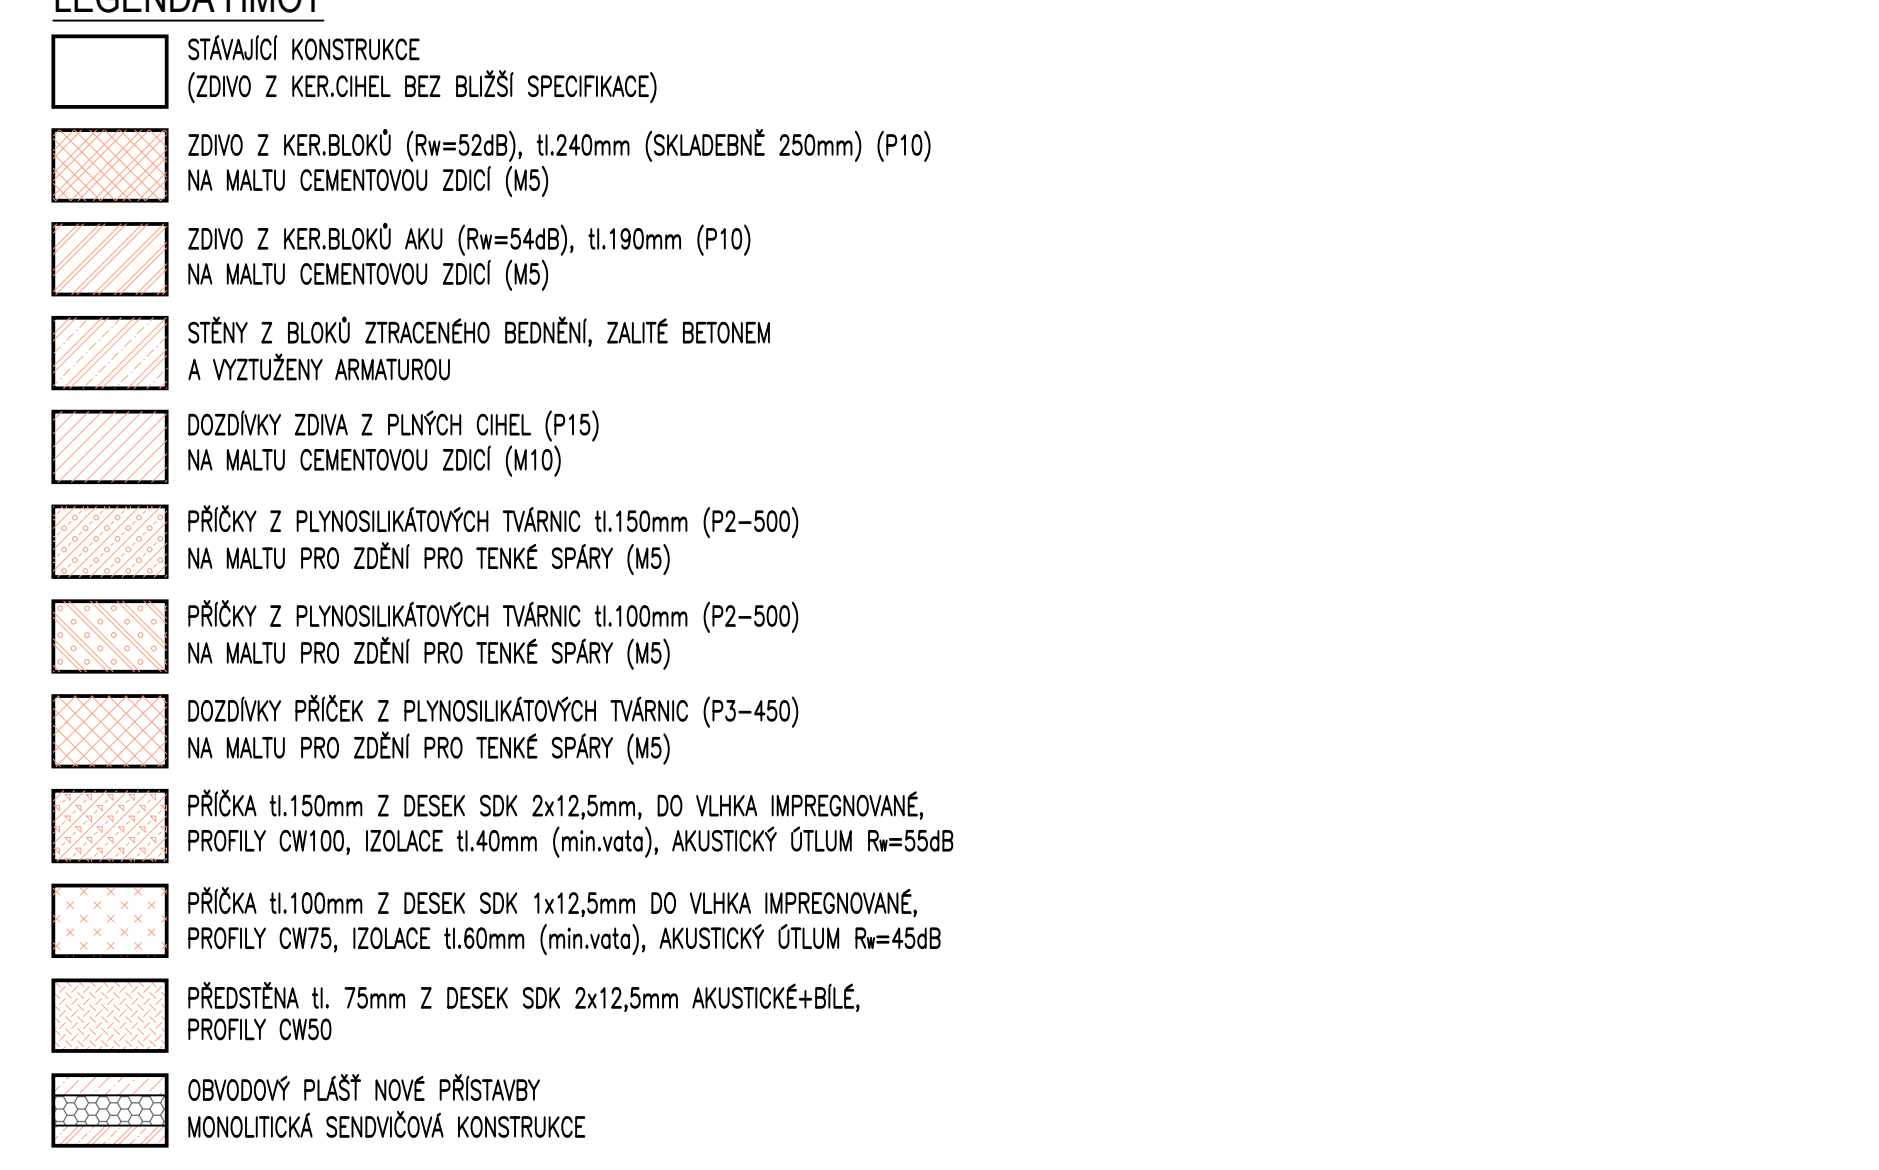 LEGENDA HMOT
STÁVAJÍCÍ KONSTRUKCE
(ZDIVO Z KER.CIHEL BEZ BLIŽŠÍ SPECIFIKACE)
ZDIVO Z KER.BLOKŮ (Rw=52dB), tl.240mm (SKLADEBNĚ 250mm) (P10)
NA MALTU CEMENTOVOU ZDICÍ (M5)
ZDIVO Z KER.BLOKŮ AKU (Rw=54dB), tl.190mm (P10)
NA MALTU CEMENTOVOU ZDICÍ (M5)
STĚNY Z BLOKŮ ZTRACENÉHO BEDNĚNÍ, ZALITÉ BETONEM
A VYZTUŽENY ARMATUROU
DOZDÍVKY ZDIVA Z PLNÝCH CIHEL (P15)
NA MALTU CEMENTOVOU ZDICÍ (M10)
PŘÍČKY Z PLYNOSILIKÁTOVÝCH TVÁRNIC tl.150mm (P2-500)
NA MALTU PRO ZDĚNÍ PRO TENKÉ SPÁRY (M5)
PŘÍČKY Z PLYNOSILIKÁTOVÝCH TVÁRNIC tl.100mm (P2-500)
NA MALTU PRO ZDĚNÍ PRO TENKÉ SPÁRY (M5)
DOZDÍVKY PŘÍČEK Z PLYNOSILIKÁTOVÝCH TVÁRNIC (P3-450)
NA MALTU PRO ZDĚNÍ PRO TENKÉ SPÁRY (M5)
PŘÍČKA tl.150mm Z DESEK SDK 2x12,5mm, DO VLHKA IMPREGNOVANÉ,
PROFILY CW100, IZOLACE tl.40mm (min.vata), AKUSTICKÝ ÚTLUM Rw=55dB
PŘÍČKA tl.100mm Z DESEK SDK 1x12,5mm DO VLHKA IMPREGNOVANÉ,
PROFILY CW75, IZOLACE tl.60mm (min.vata), AKUSTICKÝ ÚTLUM Rw=45dB
PŘEDSTĚNA tl. 75mm Z DESEK SDK 2x12,5mm AKUSTICKÉ+BÍLÉ,
PROFILY CW50
OBVODOVÝ PLÁŠŤ NOVÉ PŘÍSTAVBY
MONOLITICKÁ SENDVIČOVÁ KONSTRUKCE